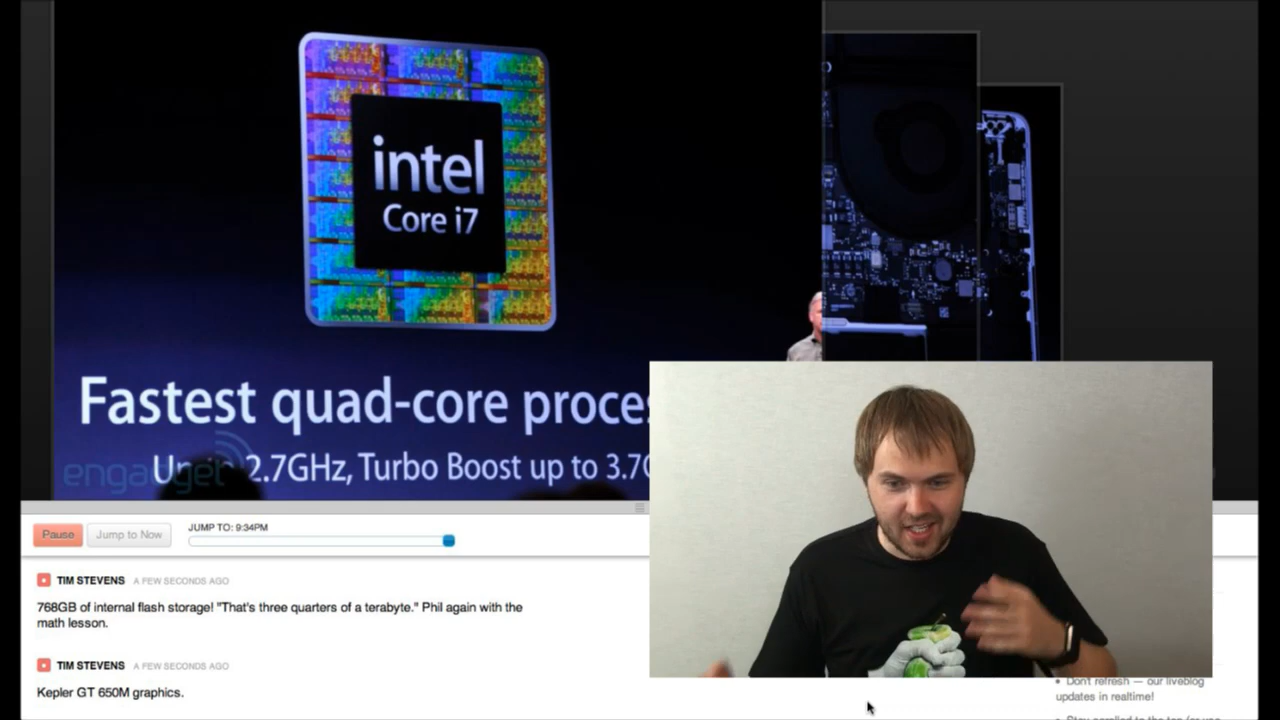 intel
Core i7
Fastest quad-core
2.7GHz, Turbo Boost up to
engadget
Pause
Jump to Now
JUMP TO: 9:34PM
TIM STEVENS A FEW SECONDS AGO
768GB of internal flash storage! "That's three quarters of a terabyte." Phil again with the
math lesson.
TIM STEVENS A FEW SECONDS AGO
Kepler GT 650M graphics.
Don't refresh — our liveblog
updates in realtime!